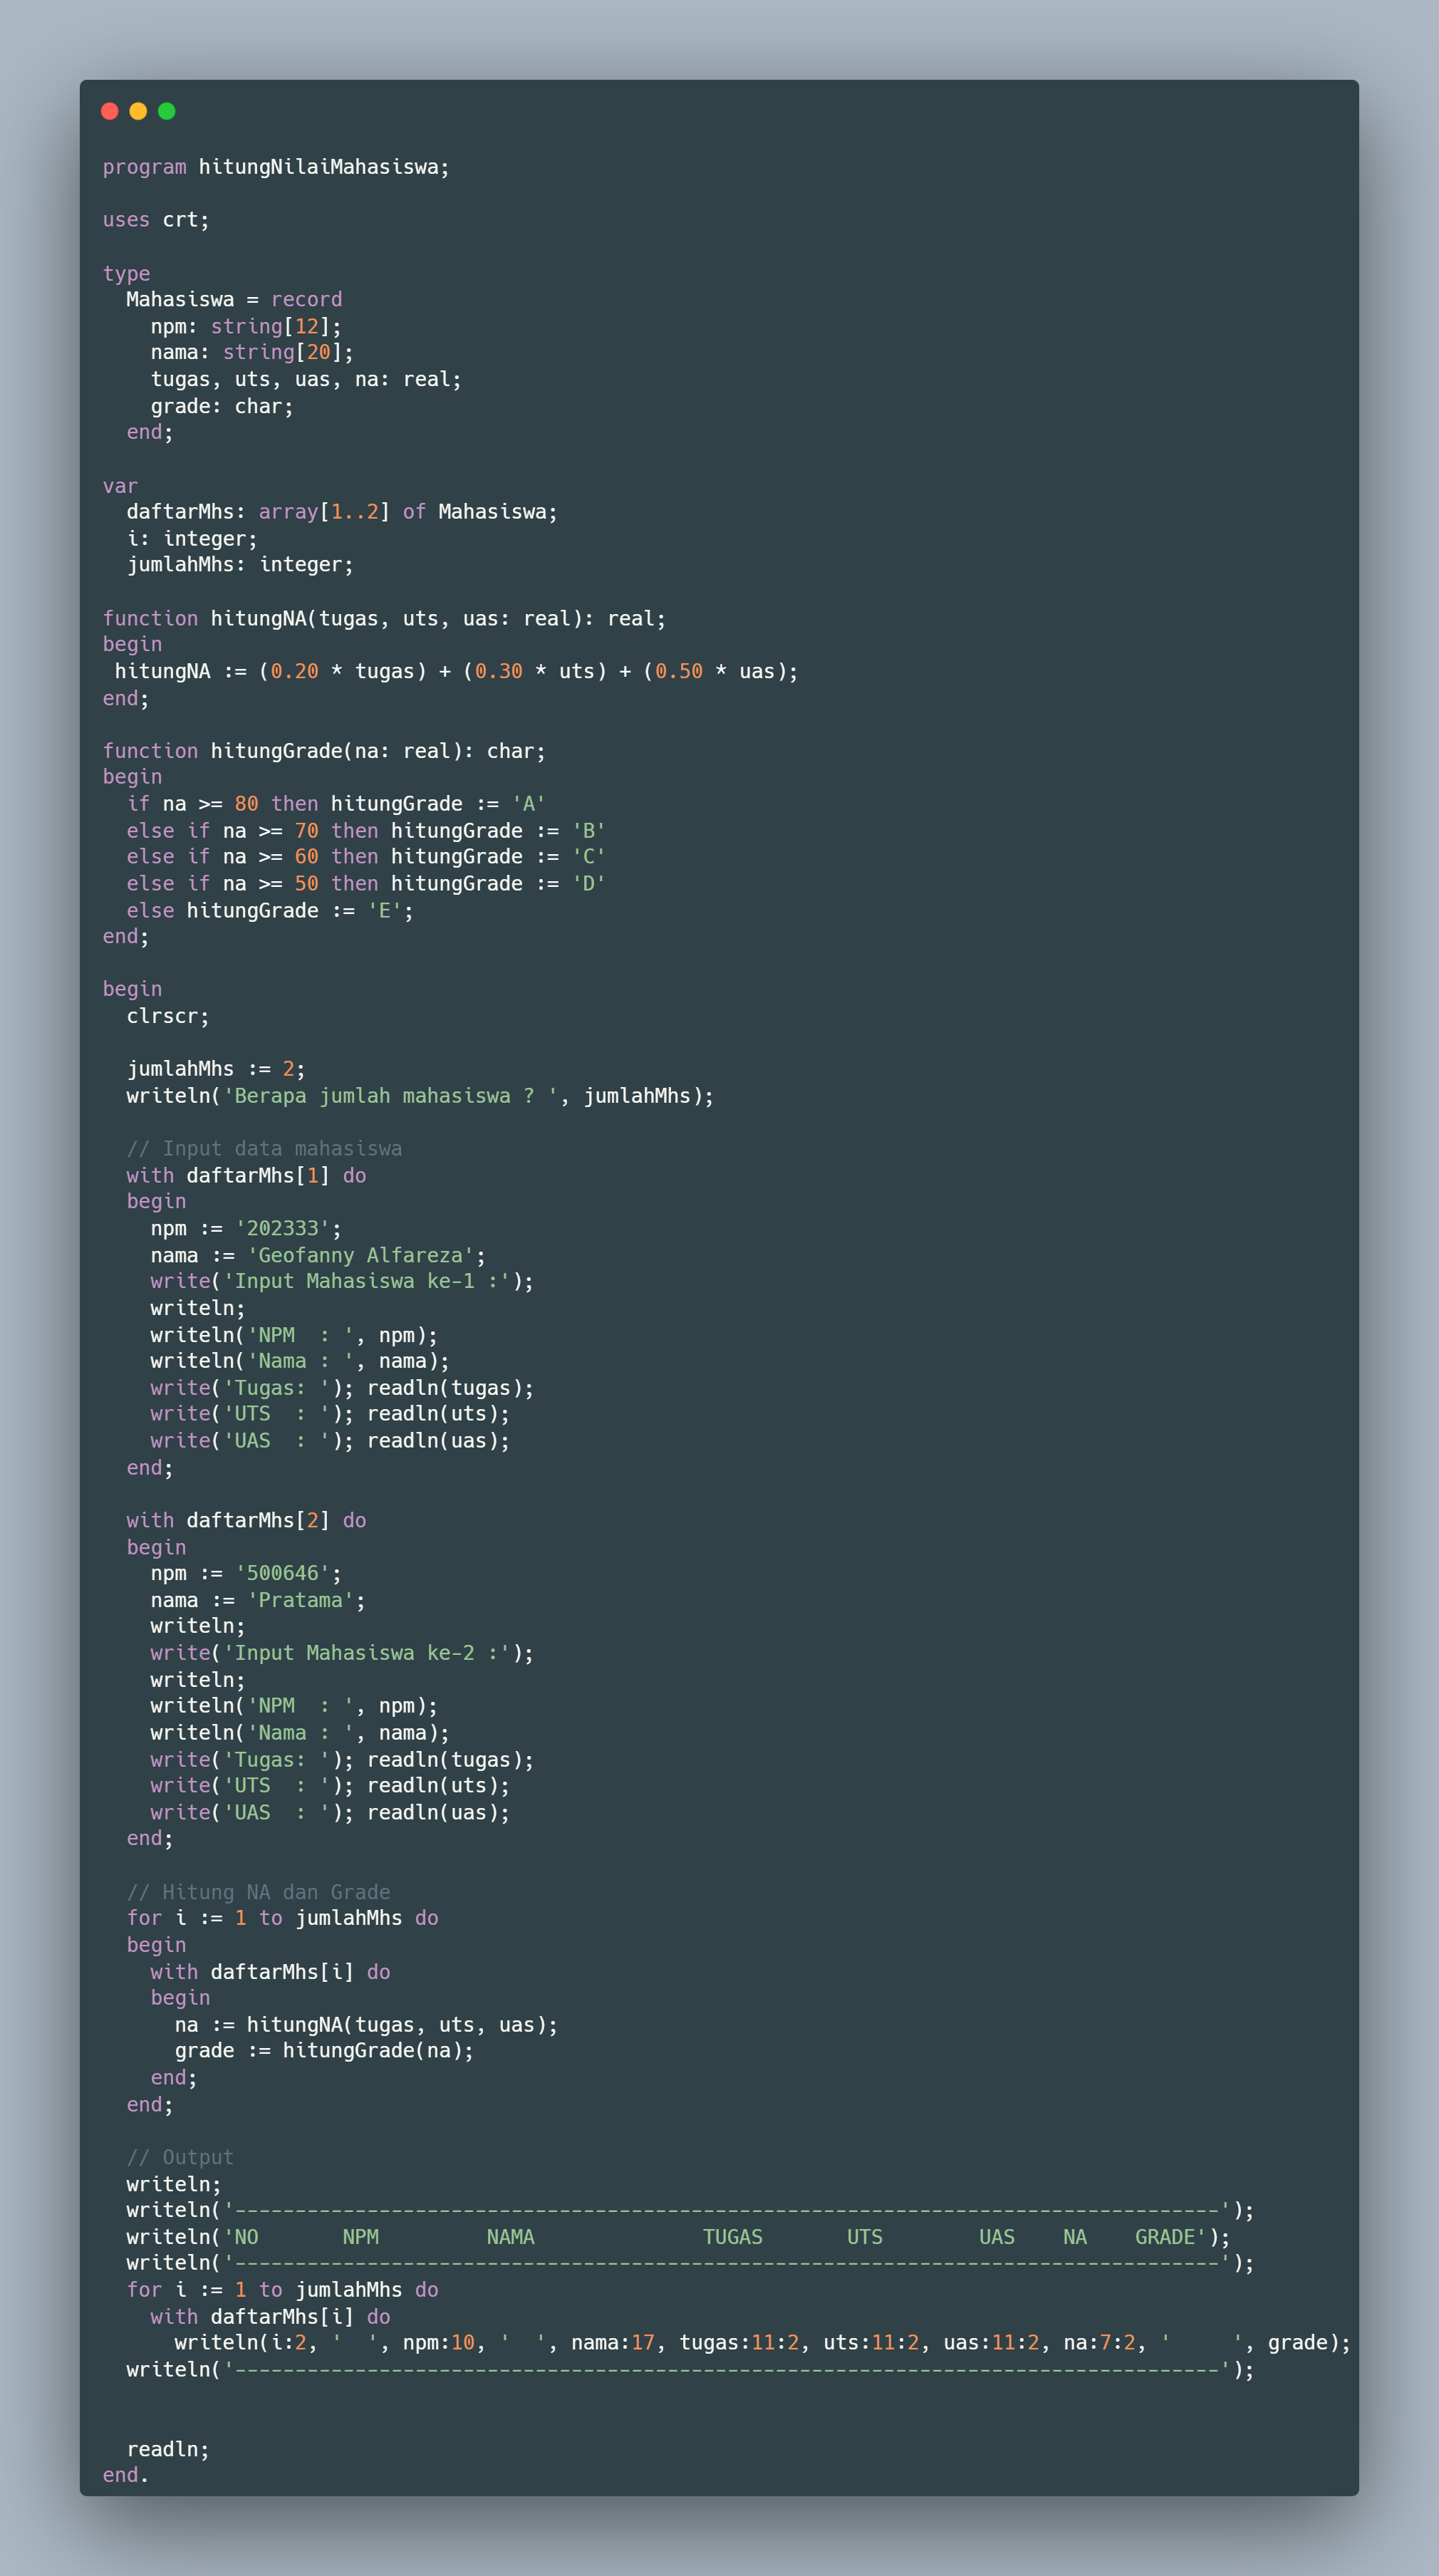 program hitungNilaiMahasiswa;

uses crt;

type
  Mahasiswa = record
    npm: string[12];
    nama: string[20];
    tugas, uts, uas, na: real;
    grade: char;
  end;

var
  daftarMhs: array[1..2] of Mahasiswa;
  i: integer;
  jumlahMhs: integer;

function hitungNA(tugas, uts, uas: real): real;
begin
 hitungNA := (0.20 * tugas) + (0.30 * uts) + (0.50 * uas);
end;

function hitungGrade(na: real): char;
begin
  if na >= 80 then hitungGrade := 'A'
  else if na >= 70 then hitungGrade := 'B'
  else if na >= 60 then hitungGrade := 'C'
  else if na >= 50 then hitungGrade := 'D'
  else hitungGrade := 'E';
end;

begin
  clrscr;

  jumlahMhs := 2;
  writeln('Berapa jumlah mahasiswa ? ', jumlahMhs);

  // Input data mahasiswa
  with daftarMhs[1] do
  begin
    npm := '202333';
    nama := 'Geofanny Alfareza';
    write('Input Mahasiswa ke-1 :');
    writeln;
    writeln('NPM  : ', npm);
    writeln('Nama : ', nama);
    write('Tugas: '); readln(tugas);
    write('UTS  : '); readln(uts);
    write('UAS  : '); readln(uas);
  end;

  with daftarMhs[2] do
  begin
    npm := '500646';
    nama := 'Pratama';
    writeln;
    write('Input Mahasiswa ke-2 :');
    writeln;
    writeln('NPM  : ', npm);
    writeln('Nama : ', nama);
    write('Tugas: '); readln(tugas);
    write('UTS  : '); readln(uts);
    write('UAS  : '); readln(uas);
  end;

  // Hitung NA dan Grade
  for i := 1 to jumlahMhs do
  begin
    with daftarMhs[i] do
    begin
      na := hitungNA(tugas, uts, uas);
      grade := hitungGrade(na);
    end;
  end;

  // Output
  writeln;
  writeln('----------------------------------------------------------------------------------');
  writeln('NO       NPM         NAMA              TUGAS       UTS        UAS    NA    GRADE');
  writeln('----------------------------------------------------------------------------------');
  for i := 1 to jumlahMhs do
    with daftarMhs[i] do
      writeln(i:2, '  ', npm:10, '  ', nama:17, tugas:11:2, uts:11:2, uas:11:2, na:7:2, '     ', grade);
  writeln('----------------------------------------------------------------------------------');


  readln;
end.